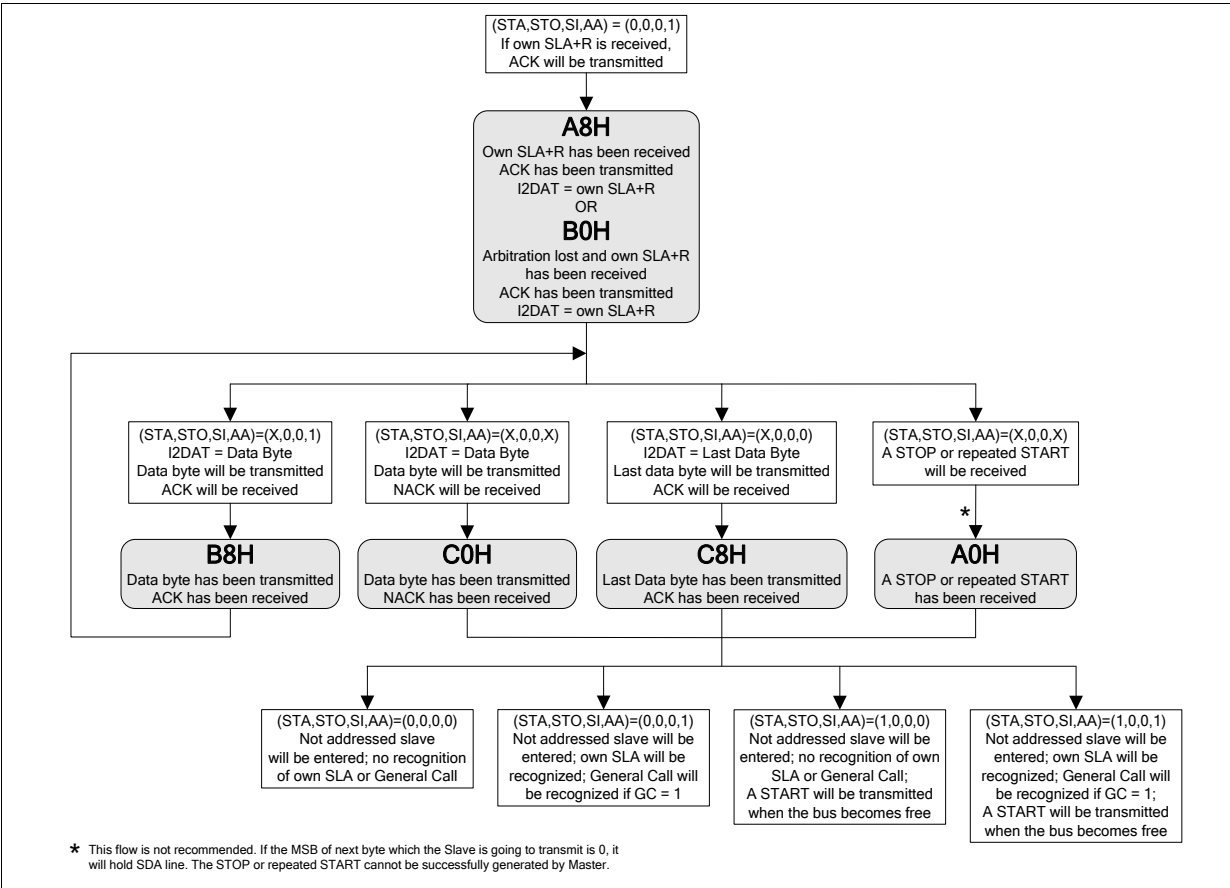 (STA,STO,SI,AA) = (0,0,0,1)
If own SLA+R is received,
ACK will be transmitted
A8H
Own SLA+R has been received
ACK has been transmitted
I2DAT = own SLA+R
OR
B0H
Arbitration lost and own SLA+R
has been received
ACK has been transmitted
I2DAT = own SLA+R
(STA,STO,SI,AA)=(X,0,0,1)
I2DAT = Data Byte
Data byte will be transmitted
ACK will be received
(STA,STO,SI,AA)=(X,0,0,X)
I2DAT = Data Byte
Data byte will be transmitted
NACK will be received
(STA,STO,SI,AA)=(X,0,0,0)
I2DAT = Last Data Byte
Last data byte will be transmitted
ACK will be received
(STA,STO,SI,AA)=(X,0,0,X)
A STOP or repeated START
will be received
*
B8H
Data byte has been transmitted
ACK has been received
C0H
Data byte has been transmitted
NACK has been received
C8H
Last Data byte has been transmitted
ACK has been received
A0H
A STOP or repeated START
has been received
(STA,STO,SI,AA)=(0,0,0,0)
Not addressed slave
will be entered; no recognition
of own SLA or General Call
(STA,STO,SI,AA)=(0,0,0,1)
Not addressed slave will be
entered; own SLA will be
recognized; General Call will
be recognized if GC = 1
(STA,STO,SI,AA)=(1,0,0,0)
Not addressed slave will be
entered; no recognition of own
SLA or General Call;
A START will be transmitted
when the bus becomes free
(STA,STO,SI,AA)=(1,0,0,1)
Not addressed slave will be
entered; own SLA will be
recognized; General Call will
be recognized if GC = 1;
A START will be transmitted
when the bus becomes free
* This flow is not recommended. If the MSB of next byte which the Slave is going to transmit is 0, it
will hold SDA line. The STOP or repeated START cannot be successfully generated by Master.